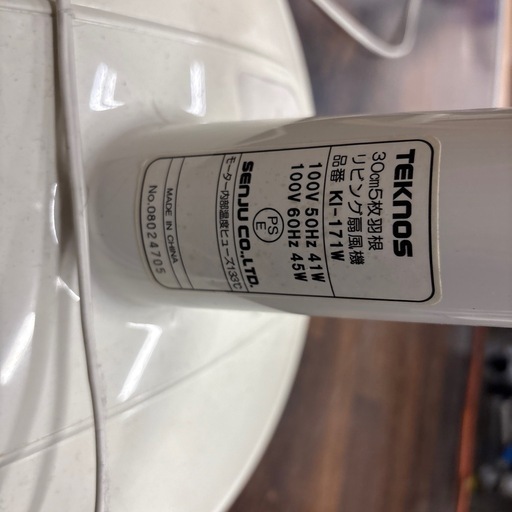 TEKNOS
30cm5枚羽根
リビング扇風機
品番 KI-171W
100V 50Hz 41W
100V 60Hz 45W
PS
E
SENJU CO.,LTD.
モーター内部温度ヒューズ133℃
MADE IN CHINA
No.08024705